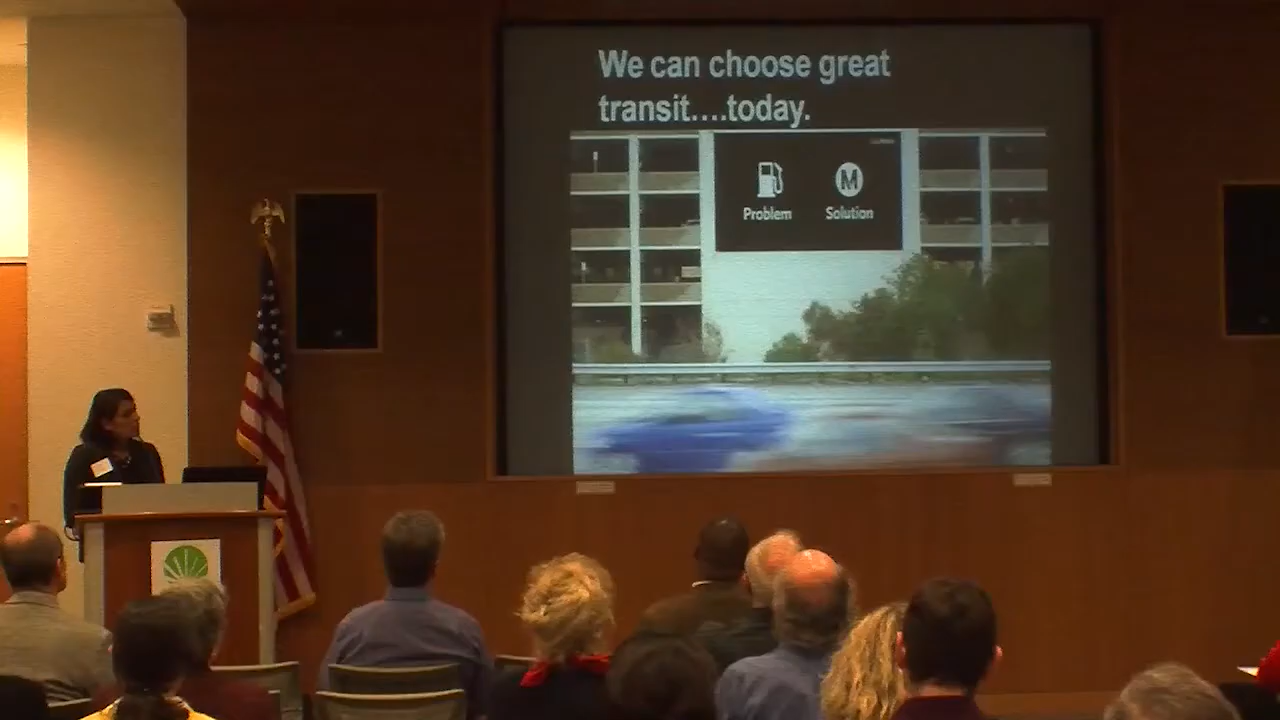 We can choose great
transit....today.
M
Problem Solution